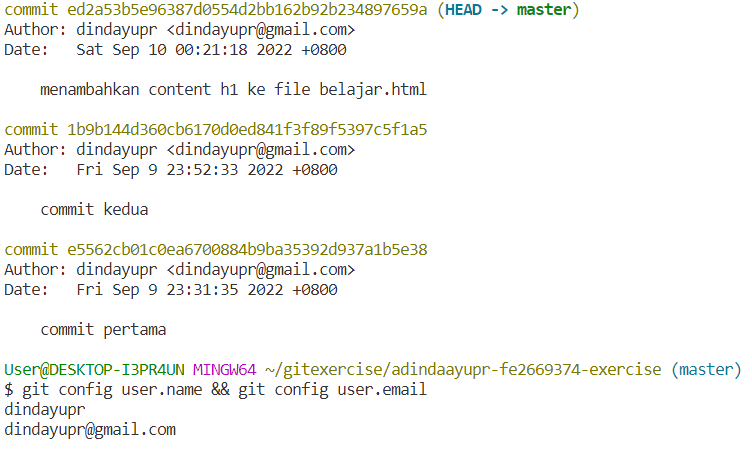 commit ed2a53b5e96387d0554d2bb162b92b234897659a (HEAD -> master)
Author: dindayupr <dindayupr@gmail.com>
Date:   Sat Sep 10 00:21:18 2022 +0800
    menambahkan content h1 ke file belajar.html
commit 1b9b144d360cb6170d0ed841f3f89f5397c5f1a5
Author: dindayupr <dindayupr@gmail.com>
Date:   Fri Sep 9 23:52:33 2022 +0800
    commit kedua
commit e5562cb01c0ea6700884b9ba35392d937a1b5e38
Author: dindayupr <dindayupr@gmail.com>
Date:   Fri Sep 9 23:31:35 2022 +0800
    commit pertama
User@DESKTOP-I3PR4UN MINGW64 ~/gitexercise/adindaayupr-fe2669374-exercise (master)
$ git config user.name && git config user.email
dindayupr
dindayupr@gmail.com